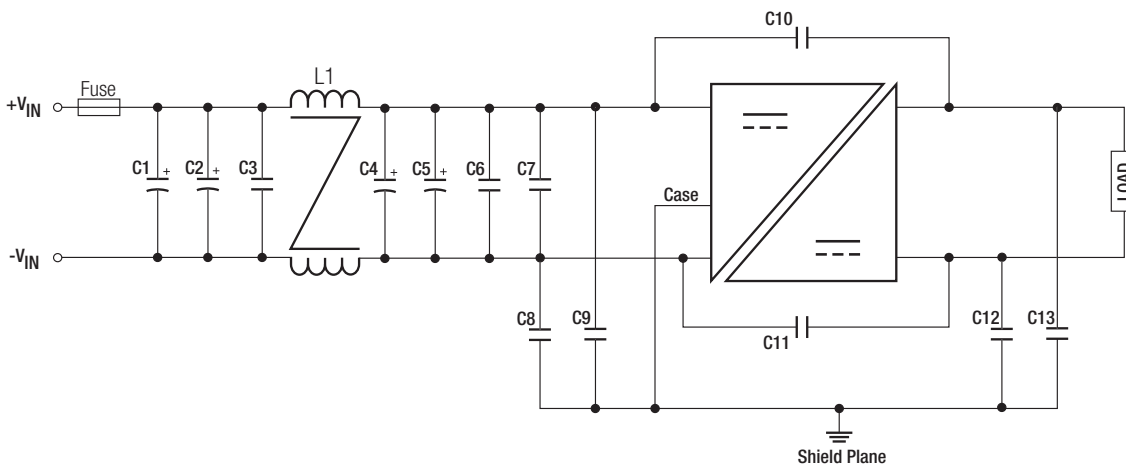 C10
L1
Fuse
+VIN
C1 +
C2 +
C3
C4 +
C5 +
C6
C7
Case
LOAD
-VIN
C8
C9
C11
C12
C13
Shield Plane